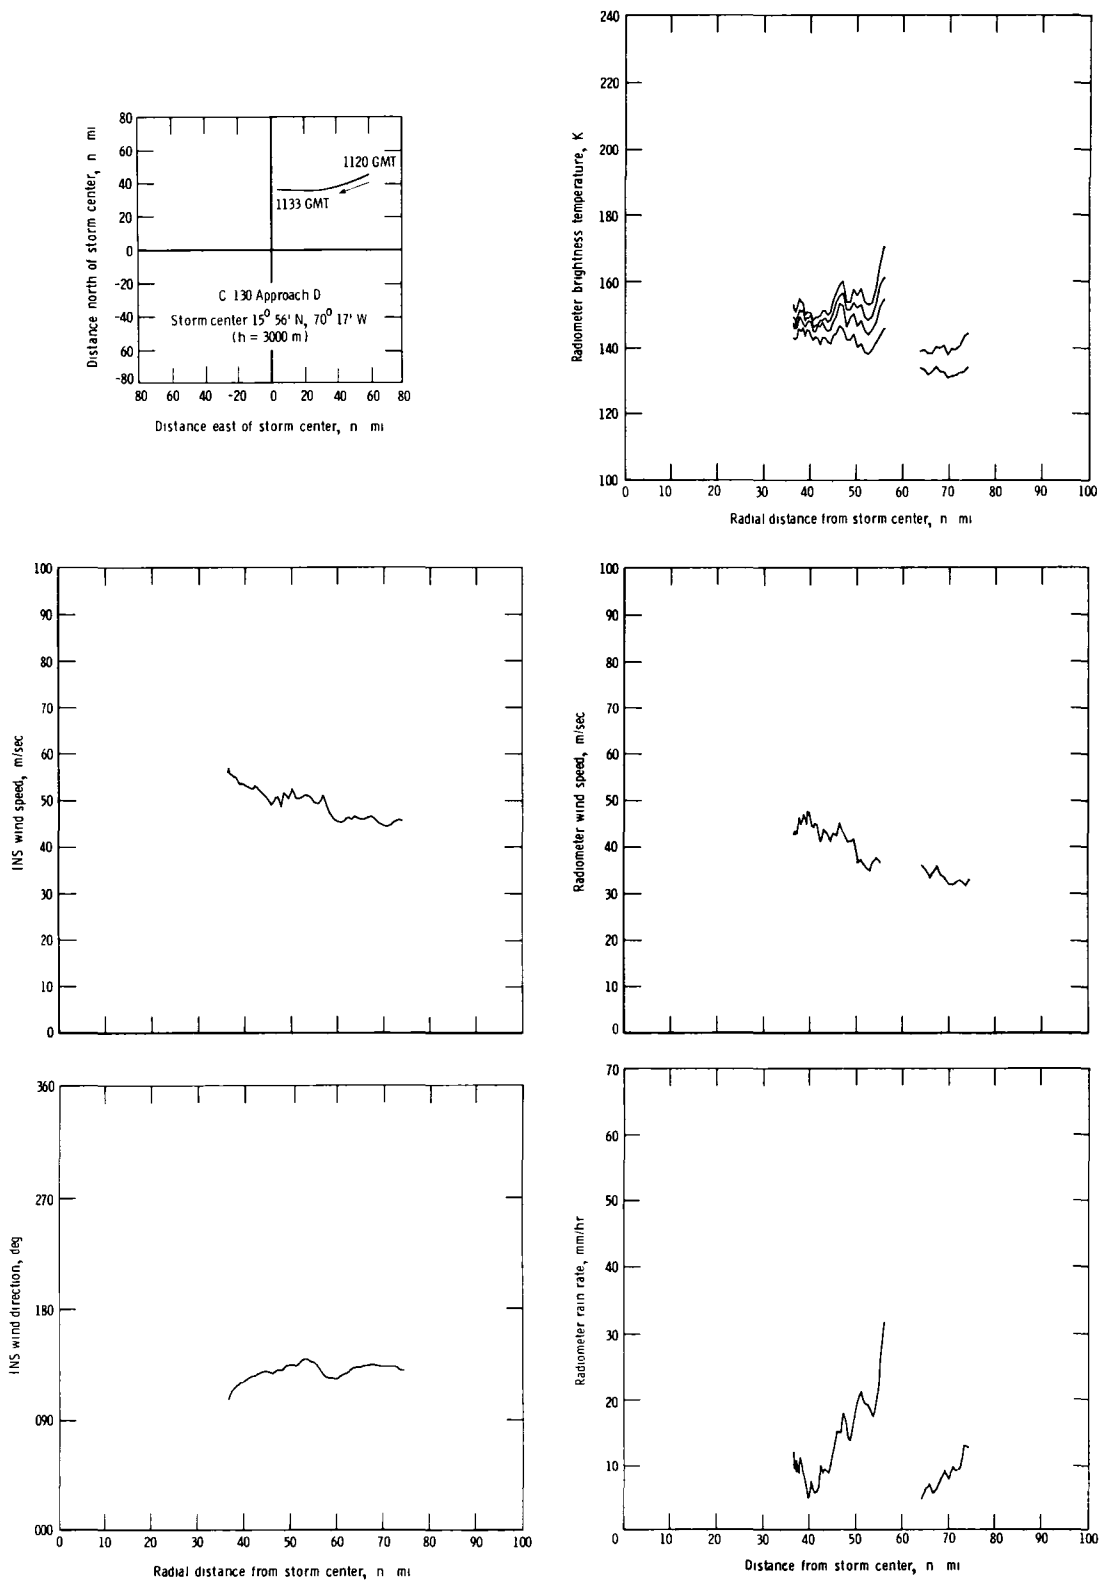 80
60
40
20
0
-20
-40
-60
-80
Distance north of storm center, n mi
1120 GMT
1133 GMT
C 130 Approach D
Storm center 15° 56' N, 70° 17' W
(h = 3000 m)
80 60 40 -20 0 20 40 60 80
Distance east of storm center, n mi
240
220
200
180
160
140
120
100
Radiometer brightness temperature, K
0 10 20 30 40 50 60 70 80 90 100
Radial distance from storm center, n mi
100
90
80
70
60
50
40
30
20
10
0
INS wind speed, m/sec
100
90
80
70
60
50
40
30
20
10
0
Radiometer wind speed, m/sec
360
270
180
090
000
INS wind direction, deg
0 10 20 30 40 50 60 70 80 90 100
Radial distance from storm center, n mi
70
60
50
40
30
20
10
0
Radiometer rain rate, mm/hr
0 10 20 30 40 50 60 70 80 90 100
Distance from storm center, n mi